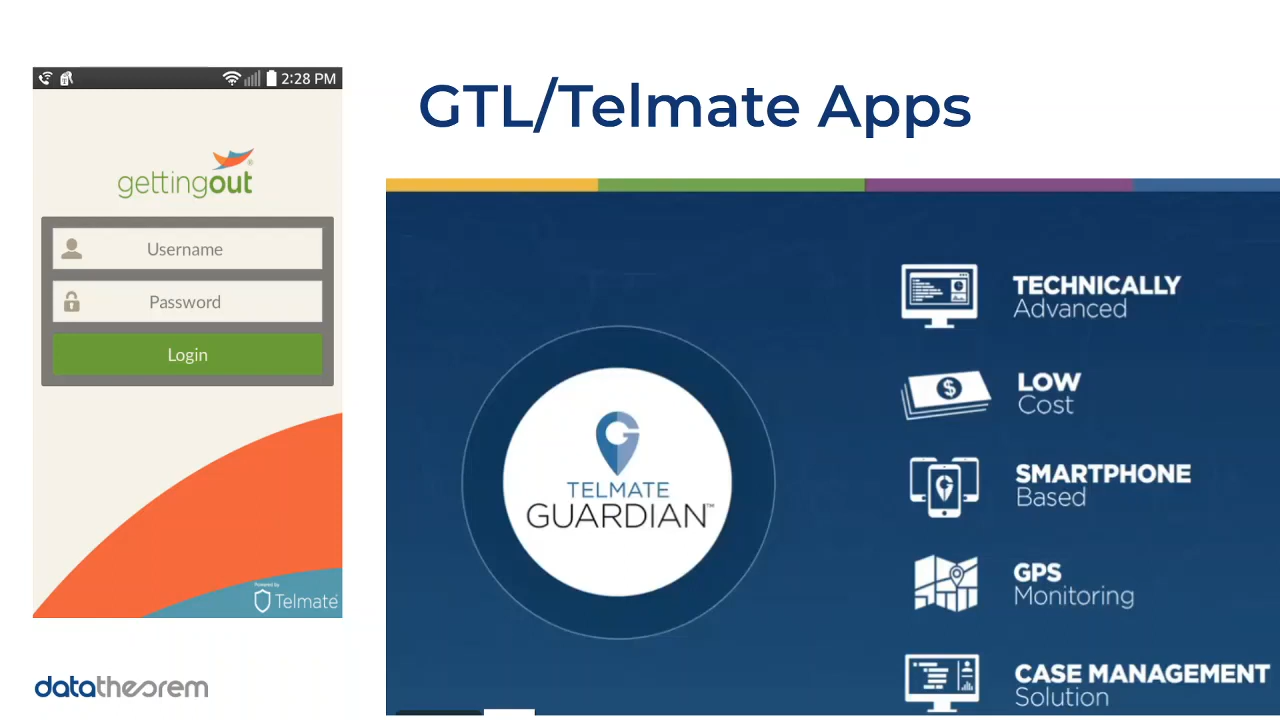 GTL/Telmate Apps
2:28 PM
gettingout®
Username
Password
Login
Powered by
Telmate
TELMATE
GUARDIAN™
TECHNICALLY
Advanced
LOW
Cost
$
SMARTPHONE
Based
GPS
Monitoring
CASE MANAGEMENT
Solution
datatheorem